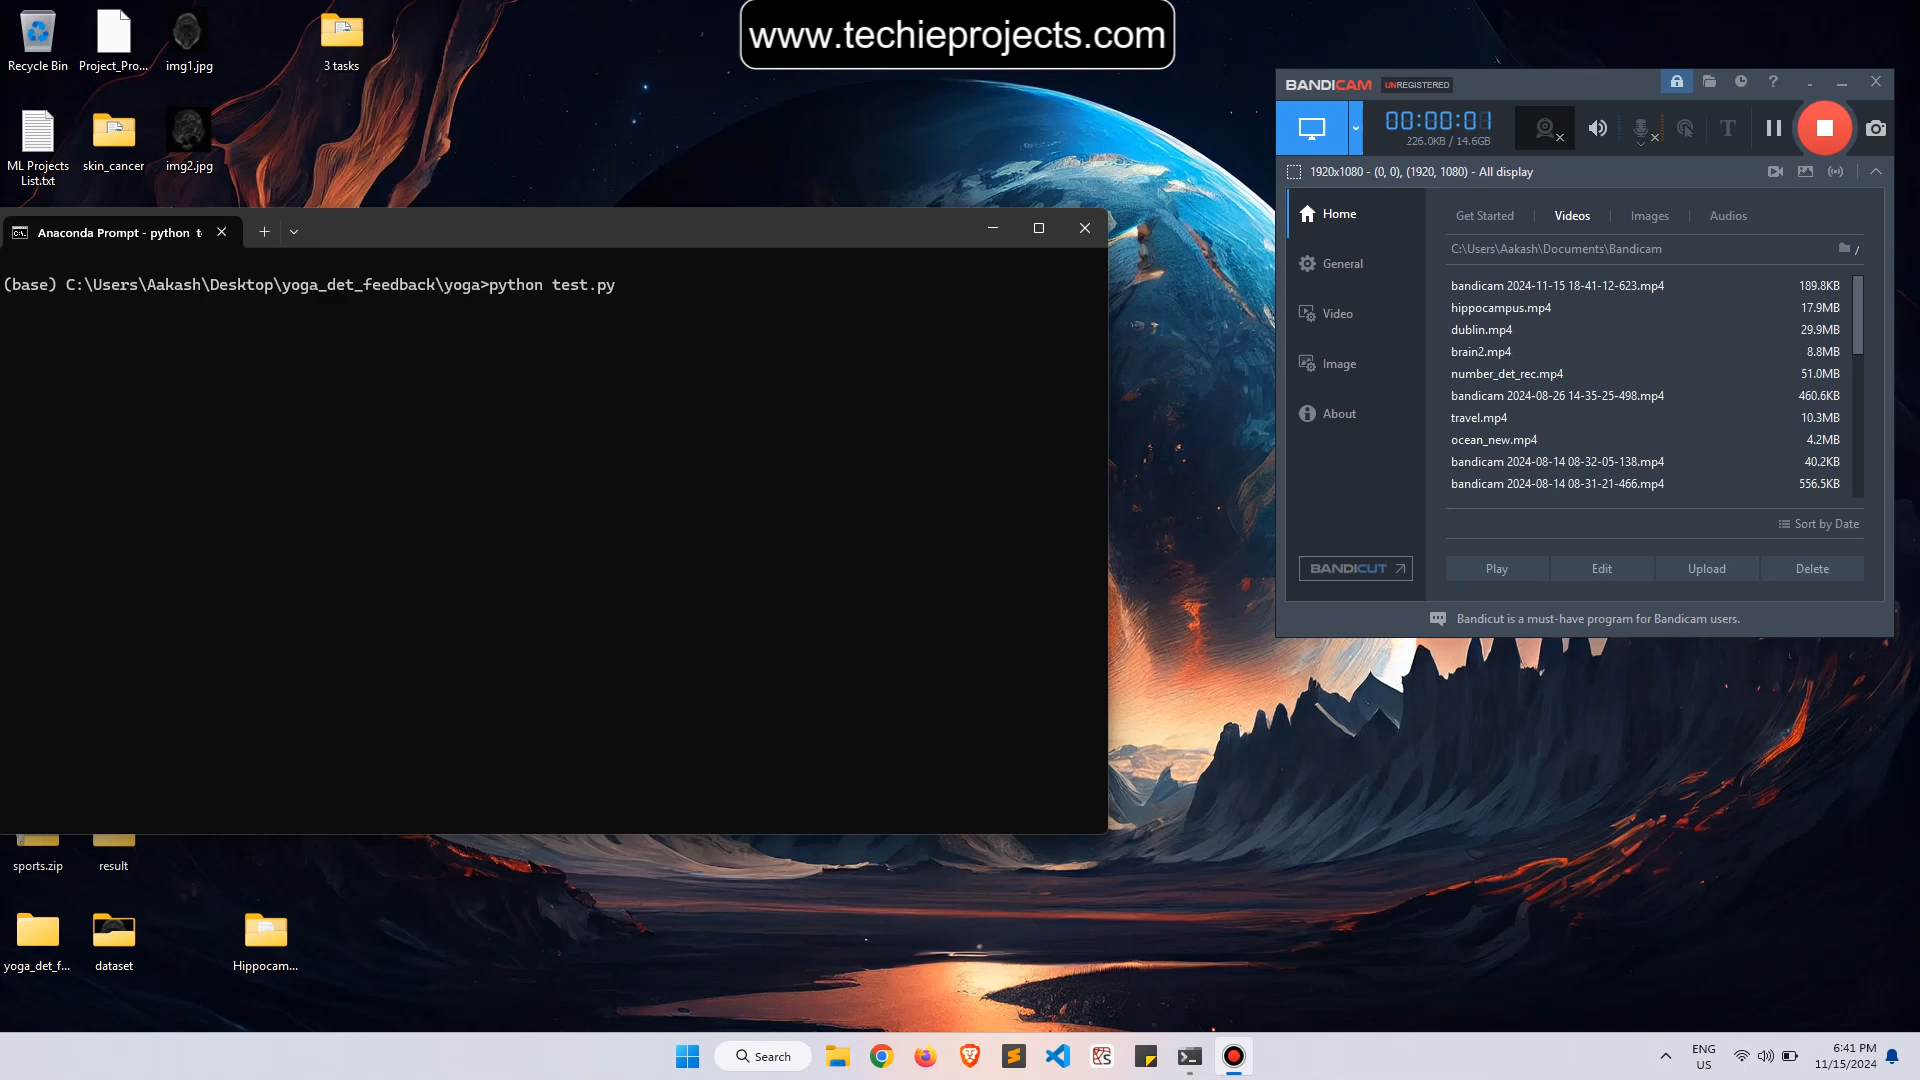 www.techieprojects.com
Recycle Bin
Project_Pro...
img1.jpg
3 tasks
ML Projects
List.txt
skin_cancer
img2.jpg
Anaconda Prompt - python t
(base) C:\Users\Aakash\Desktop\yoga_det_feedback\yoga>python test.py
sports.zip
result
yoga_det_f...
dataset
Hippocam...
BANDICAM UNREGISTERED
00:00:01
226.0KB / 14.6GB
1920x1080 - (0, 0), (1920, 1080) - All display
Home
General
Video
Image
About
BANDICUT
Get Started
Videos
Images
Audios
C:\Users\Aakash\Documents\Bandicam
bandicam 2024-11-15 18-41-12-623.mp4 189.8KB
hippocampus.mp4 17.9MB
dublin.mp4 29.9MB
brain2.mp4 8.8MB
number_det_rec.mp4 51.0MB
bandicam 2024-08-26 14-35-25-498.mp4 460.6KB
travel.mp4 10.3MB
ocean_new.mp4 4.2MB
bandicam 2024-08-14 08-32-05-138.mp4 40.2KB
bandicam 2024-08-14 08-31-21-466.mp4 556.5KB
Sort by Date
Play
Edit
Upload
Delete
Bandicut is a must-have program for Bandicam users.
Search
ENG
US
6:41 PM
11/15/2024